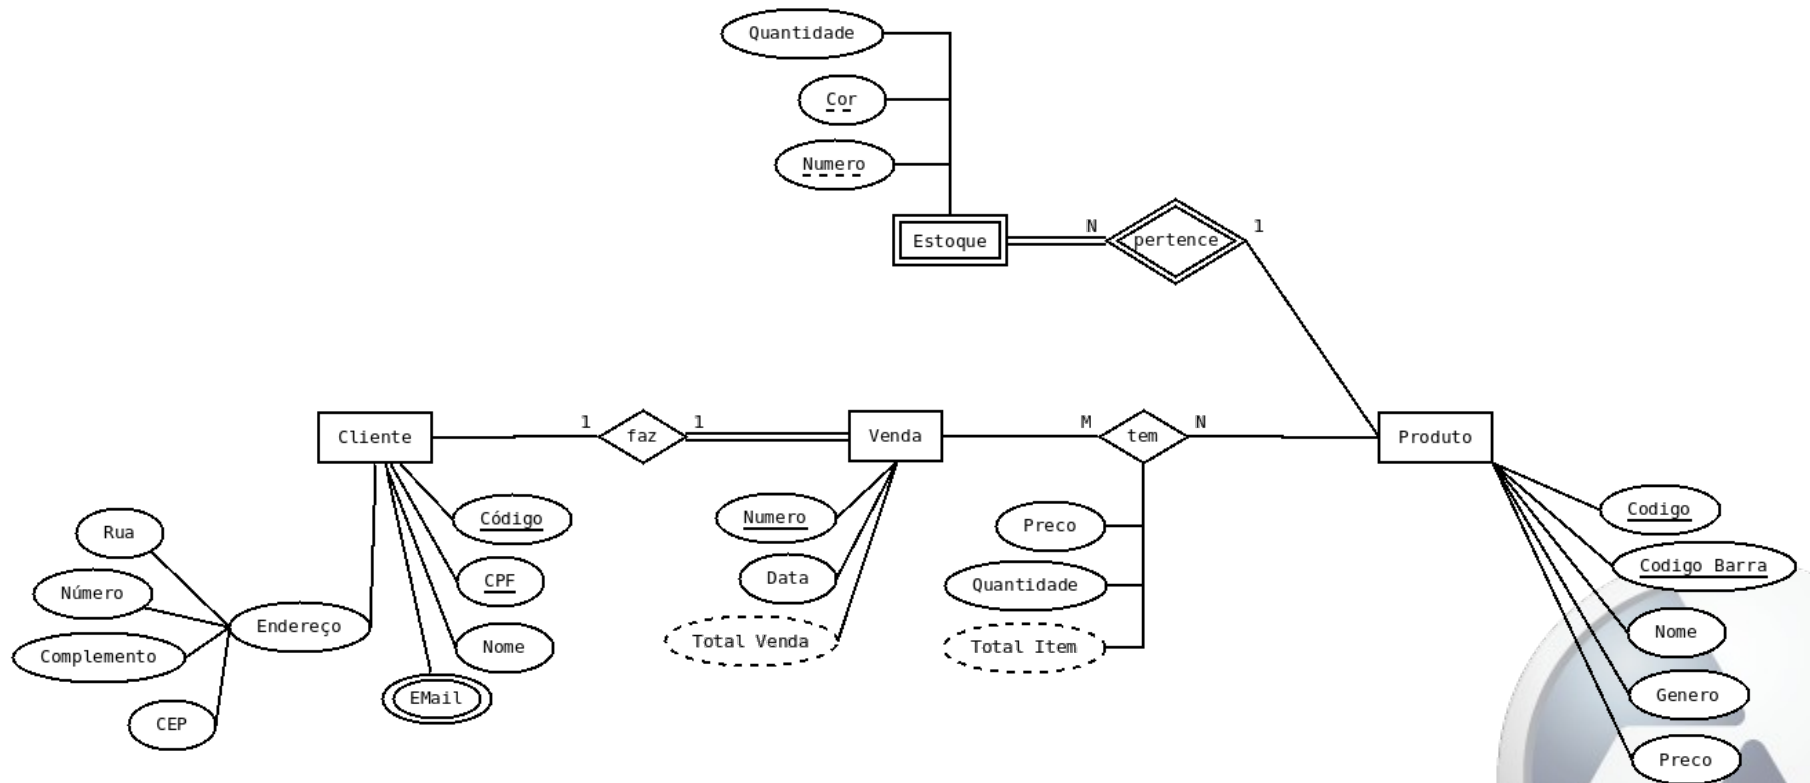 Quantidade
Cor
Numero
Estoque
N
pertence
1
Cliente
1
faz
1
Venda
M
tem
N
Produto
Código
CPF
Nome
EMail
Endereço
Rua
Número
Complemento
CEP
Numero
Data
Total Venda
Preco
Quantidade
Total Item
Codigo
Codigo Barra
Nome
Genero
Preco